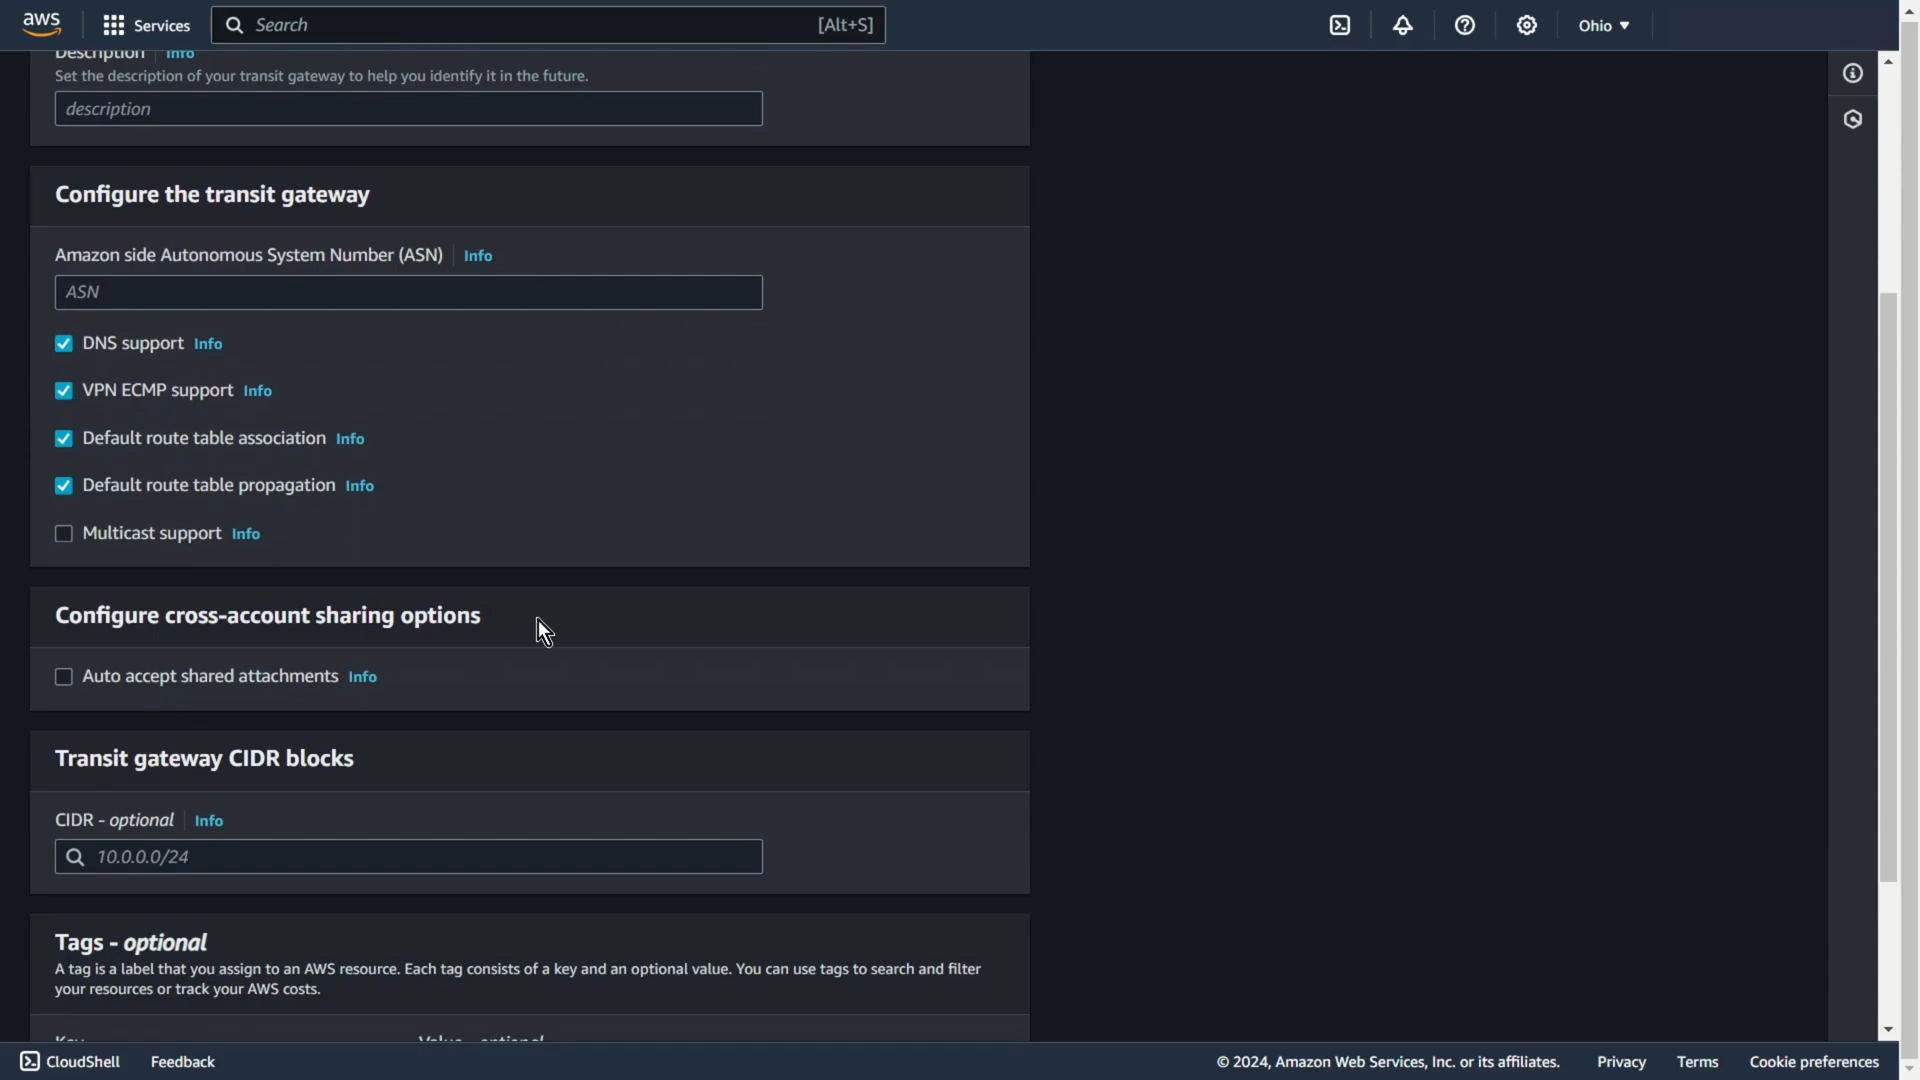 aws
Services
Search
[Alt+S]
Ohio
Description
Info
Set the description of your transit gateway to help you identify it in the future.
description
Configure the transit gateway
Amazon side Autonomous System Number (ASN)
Info
ASN
DNS support Info
VPN ECMP support Info
Default route table association Info
Default route table propagation Info
Multicast support Info
Configure cross-account sharing options
Auto accept shared attachments Info
Transit gateway CIDR blocks
CIDR - optional
Info
10.0.0.0/24
Tags - optional
A tag is a label that you assign to an AWS resource. Each tag consists of a key and an optional value. You can use tags to search and filter
your resources or track your AWS costs.
Key
Value - optional
CloudShell
Feedback
© 2024, Amazon Web Services, Inc. or its affiliates.
Privacy
Terms
Cookie preferences